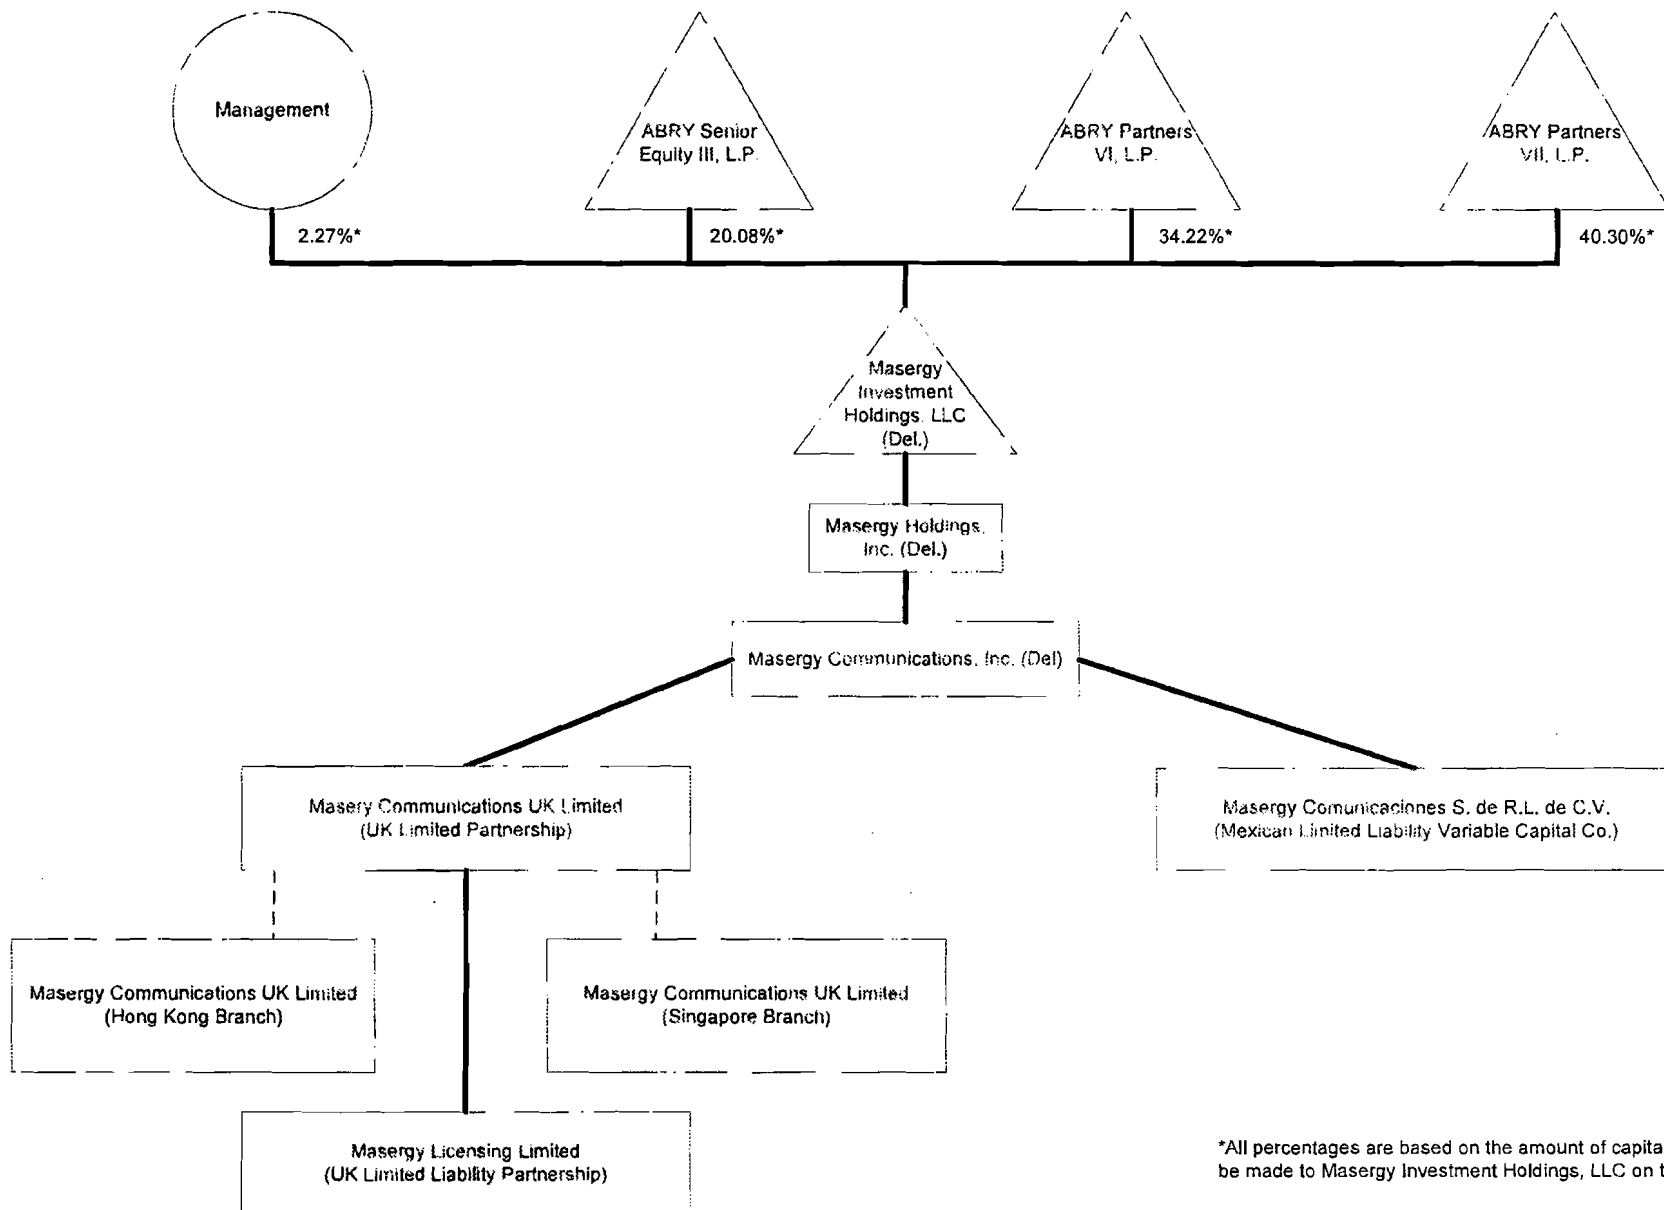 Management
ABRY Senior
Equity III, L.P.
ABRY Partners
VI, L.P.
ABRY Partners
VII, L.P.
2.27%*
20.08%*
34.22%*
40.30%*
Masergy
Investment
Holdings, LLC
(Del.)
Masergy Holdings,
Inc. (Del.)
Masergy Communications, Inc. (Del)
Masery Communications UK Limited
(UK Limited Partnership)
Masergy Comunicaciones S. de R.L. de C.V.
(Mexican Limited Liability Variable Capital Co.)
Masergy Communications UK Limited
(Hong Kong Branch)
Masergy Communications UK Limited
(Singapore Branch)
Masergy Licensing Limited
(UK Limited Liability Partnership)
*All percentages are based on the amount of capita
be made to Masergy Investment Holdings, LLC on t